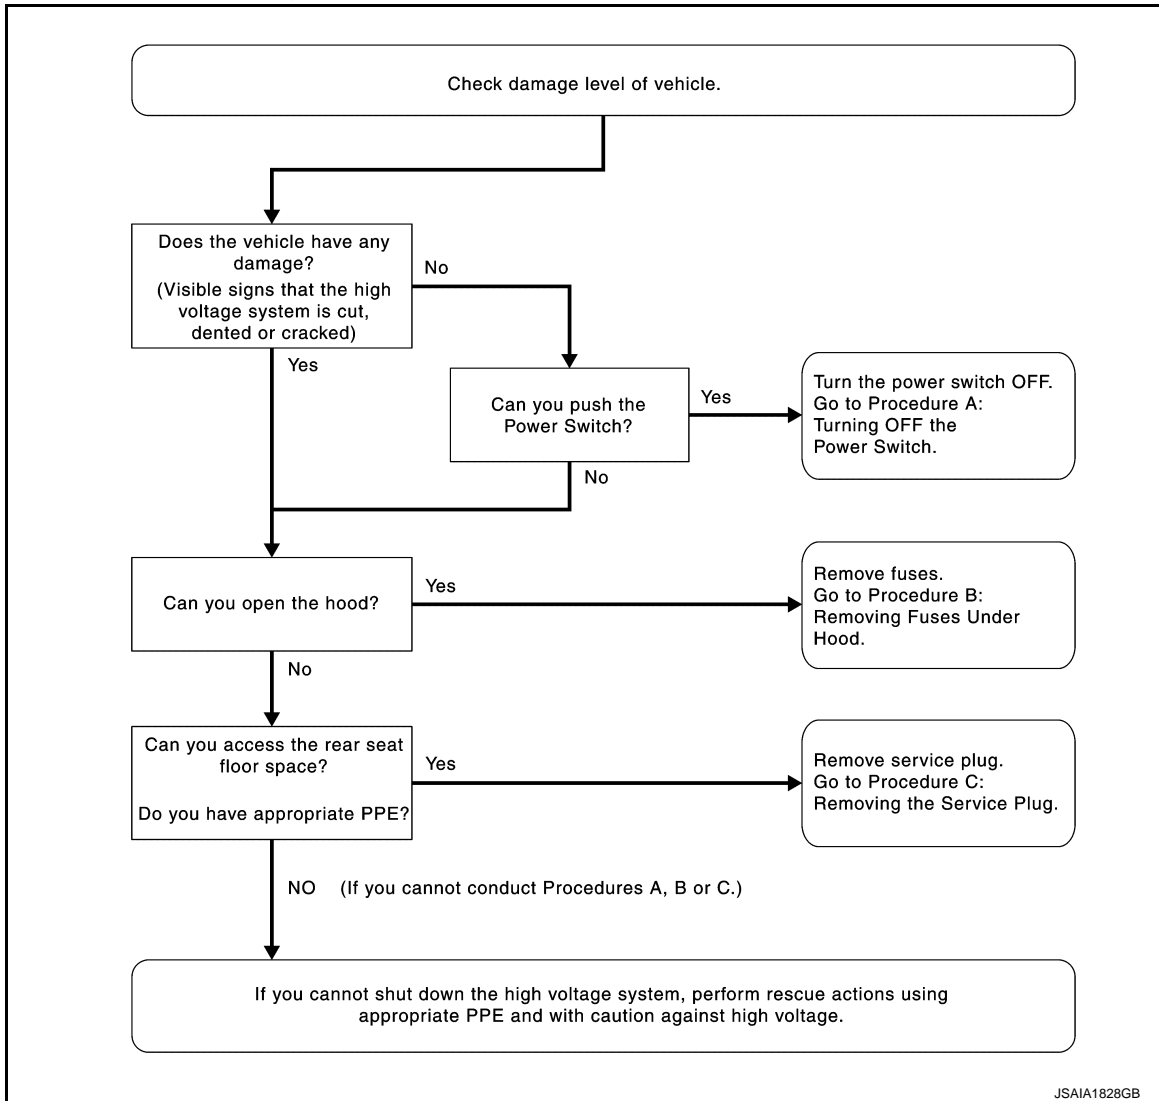 Check damage level of vehicle.
Does the vehicle have any
damage?
(Visible signs that the high
voltage system is cut,
dented or cracked)
No
Yes
Can you push the
Power Switch?
Yes
Turn the power switch OFF.
Go to Procedure A:
Turning OFF the
Power Switch.
No
Can you open the hood?
Yes
Remove fuses.
Go to Procedure B:
Removing Fuses Under
Hood.
No
Can you access the rear seat
floor space?
Do you have appropriate PPE?
Yes
Remove service plug.
Go to Procedure C:
Removing the Service Plug.
NO (If you cannot conduct Procedures A, B or C.)
If you cannot shut down the high voltage system, perform rescue actions using
appropriate PPE and with caution against high voltage.
JSAIA1828GB